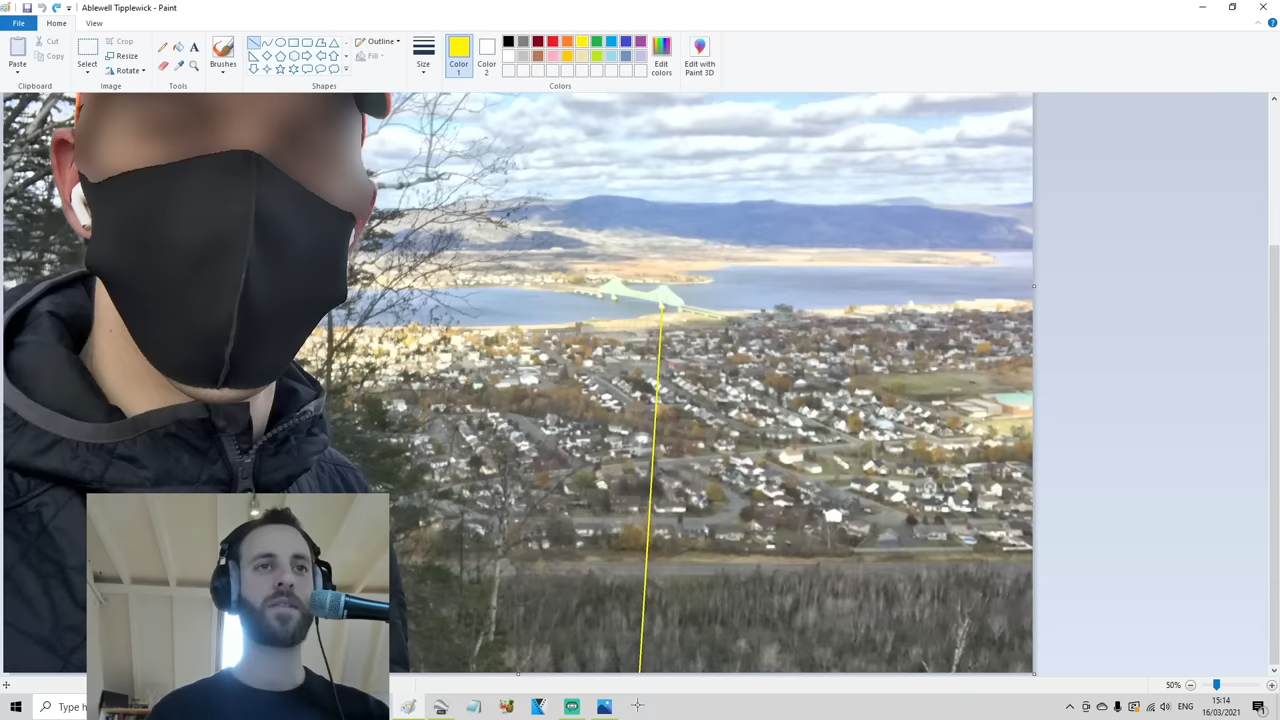 Ablewell Tipplewick - Paint
File Home View
Paste
Cut
Copy
Clipboard
Select
Crop
Resize
Rotate
Image
A
Tools
Brushes
Outline
Fill
Shapes
Size
Color 1
Color 2
Edit colors
Colors
Edit with Paint 3D
50%
Type h
ENG
15:14
16/03/2021